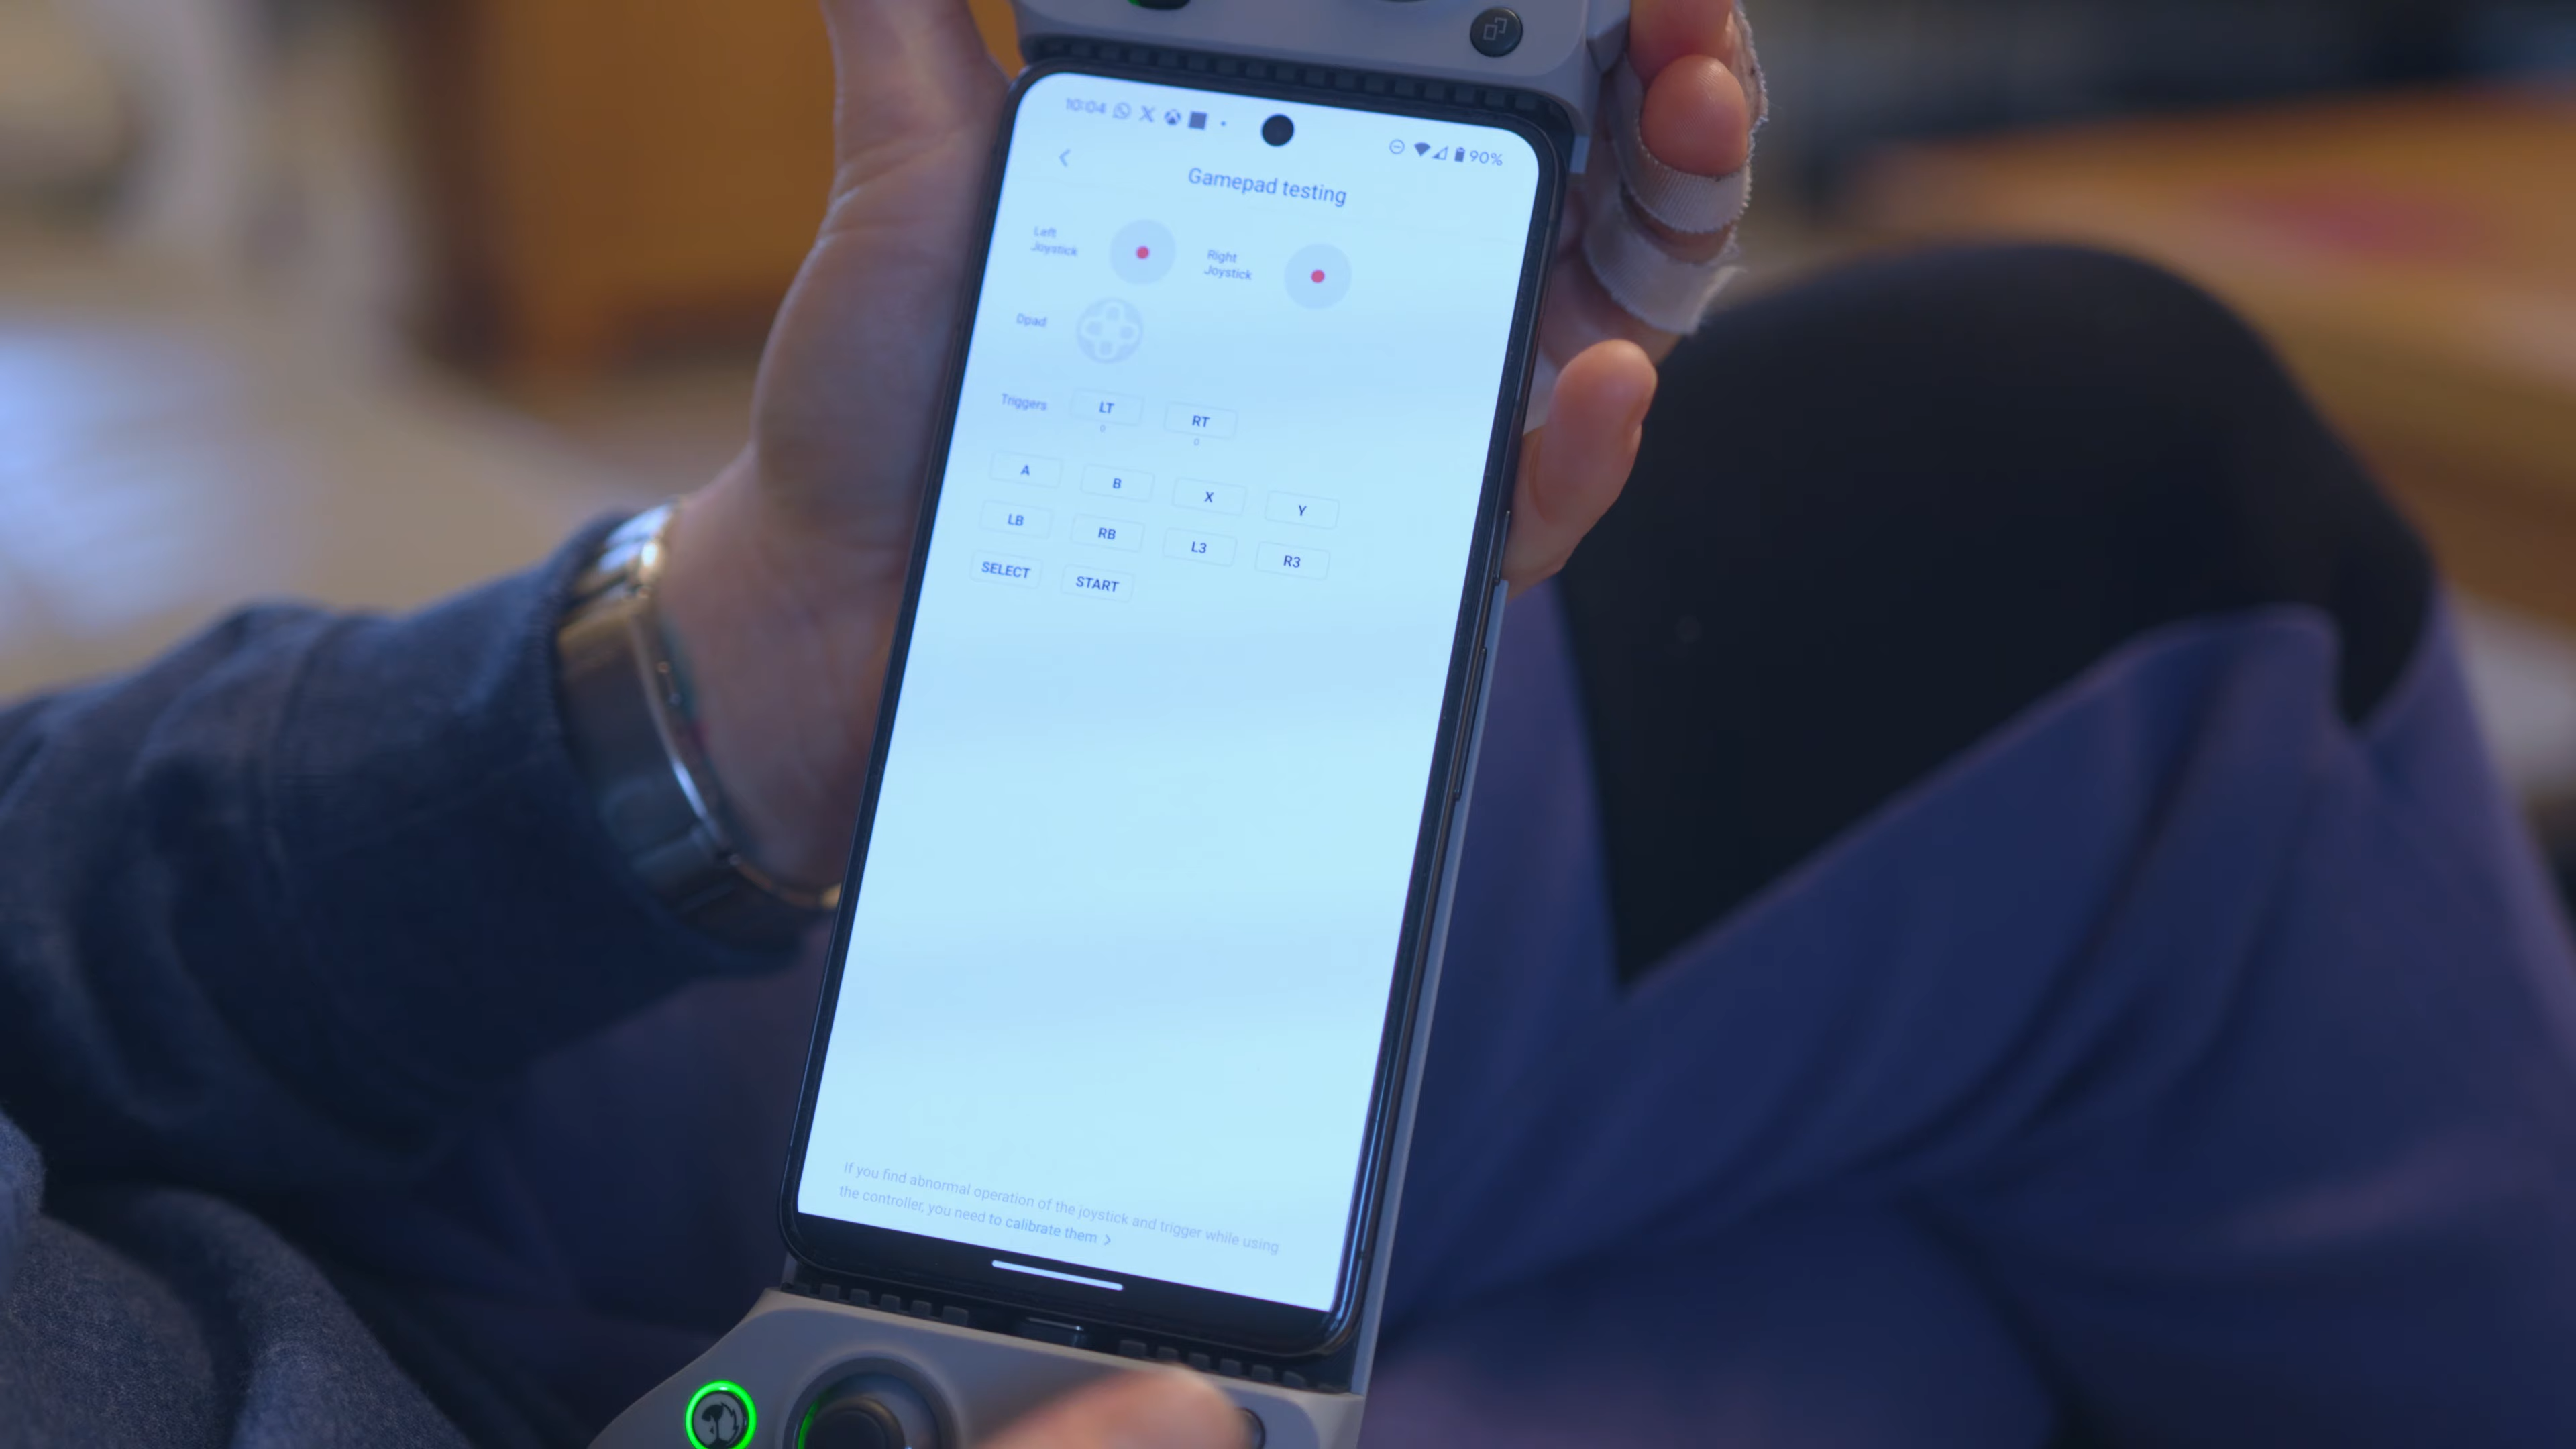 10:04
90%
Gamepad testing
Left
Joystick
Right
Joystick
Dpad
Triggers
LT
RT
0
0
A
B
X
Y
LB
RB
L3
R3
SELECT
START
If you find abnormal operation of the joystick and trigger while using
the controller, you need to calibrate them >